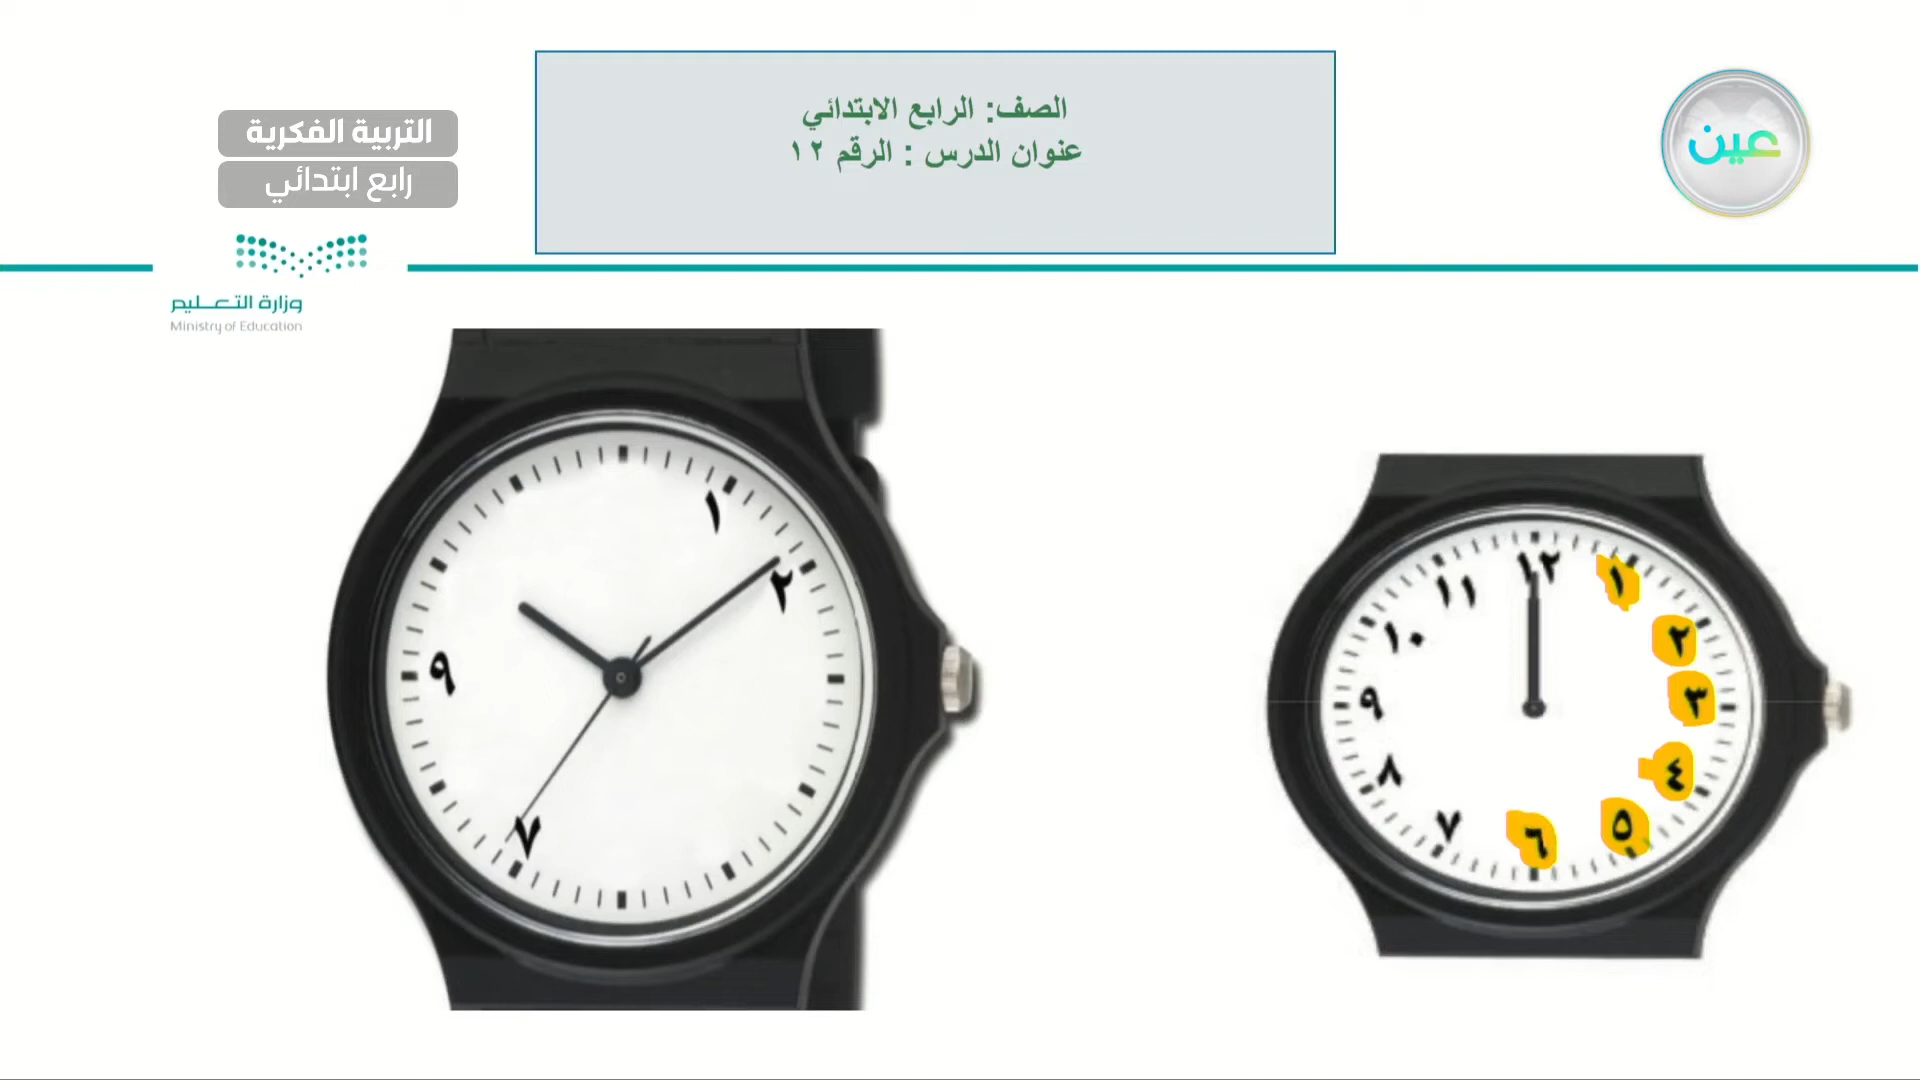 الصف: الرابع الابتدائي
عنوان الدرس : الرقم ١٢
عين
التربية الفكرية
رابع ابتدائي
وزارة التعليم
Ministry of Education
١
٢
٩
٧
١٢
١
٢
٣
٤
٥
٦
٧
٨
٩
١٠
١١